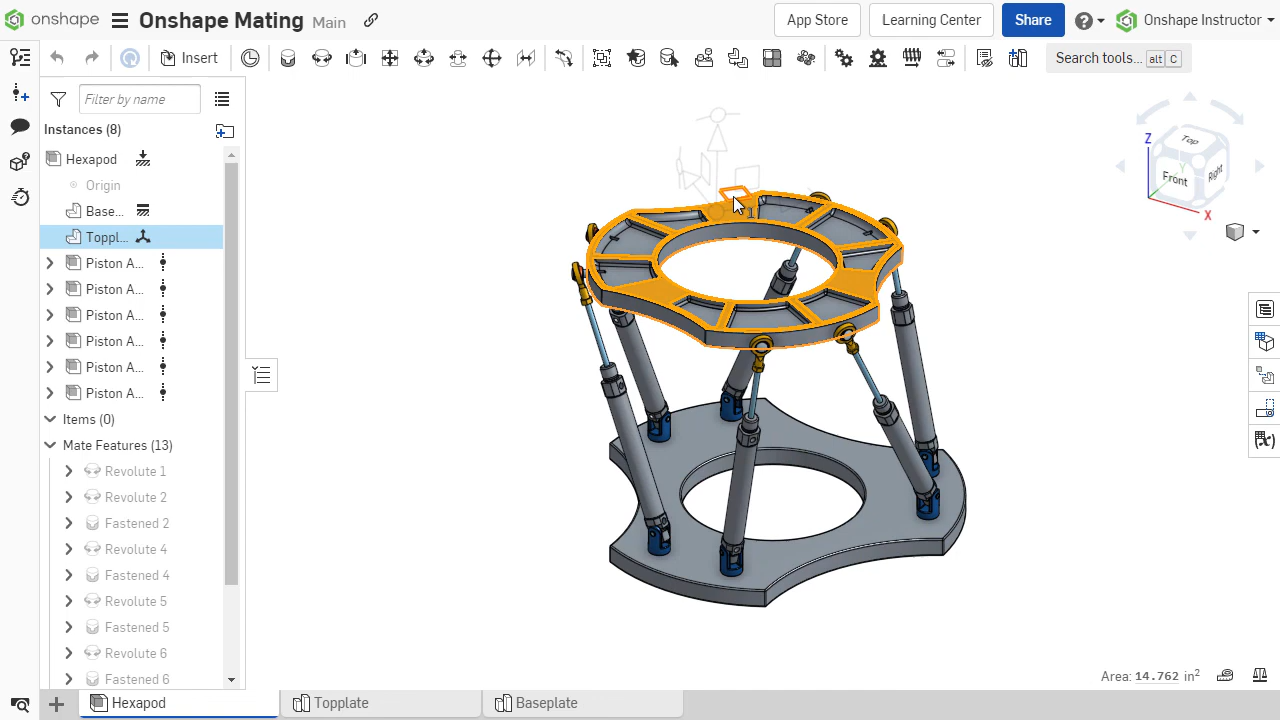 onshape
Onshape Mating
Main
App Store
Learning Center
Share
Onshape Instructor
Insert
Search tools...
alt
C
Filter by name
Instances (8)
Hexapod
Origin
Base...
Toppl...
Piston A...
Piston A...
Piston A...
Piston A...
Piston A...
Piston A...
Items (0)
Mate Features (13)
Revolute 1
Revolute 2
Fastened 2
Revolute 4
Fastened 4
Revolute 5
Fastened 5
Revolute 6
Fastened 6
1
Z
Top
Y
Front
Right
X
Area: 14.762 in²
Hexapod
Topplate
Baseplate